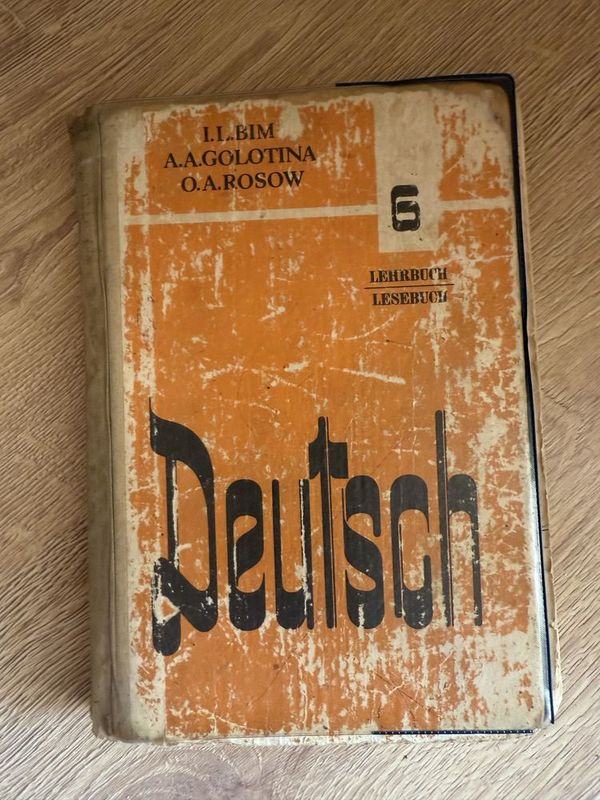 I.L.BIM
A.A.GOLOTINA
O.A.ROSOW
6
LEHRBUCH
LESEBUCH
Deutsch